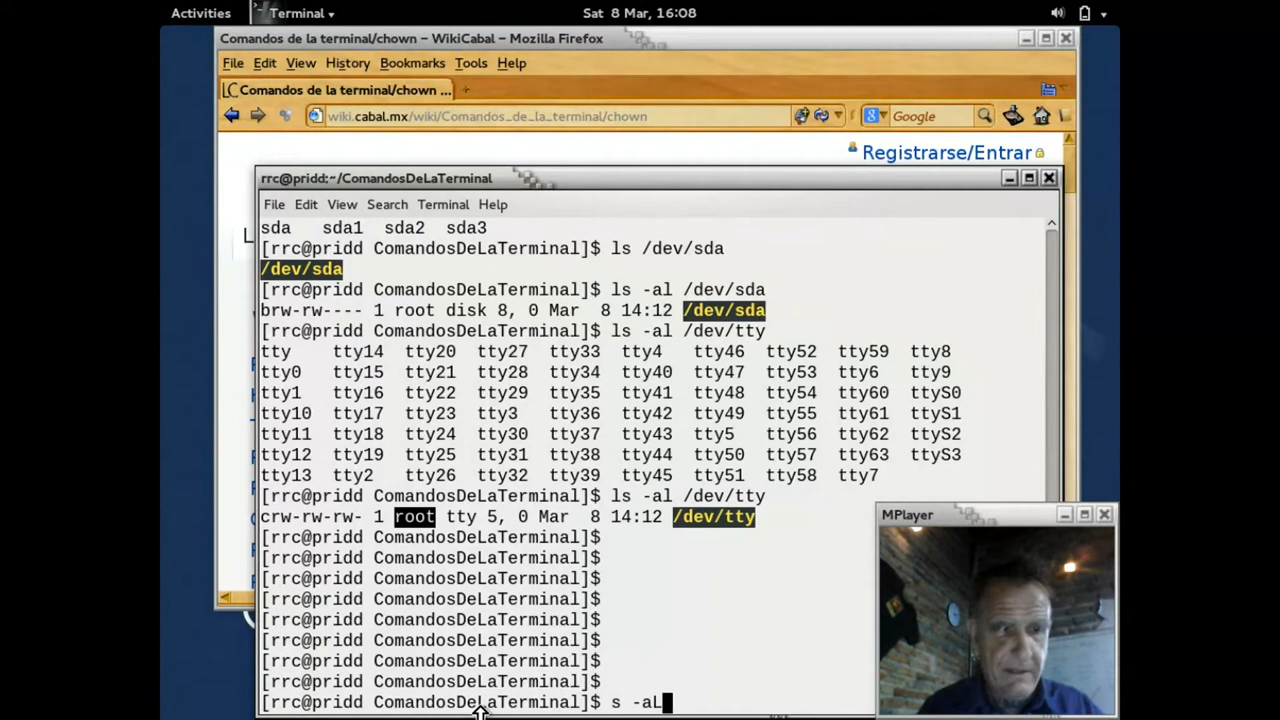 Activities Terminal Sat 8 Mar, 16:08
Comandos de la terminal/chown – WikiCabal – Mozilla Firefox
File Edit View History Bookmarks Tools Help
Comandos de la terminal/chown ...
wiki.cabal.mx/wiki/Comandos_de_la_terminal/chown Google
Registrarse/Entrar
rrc@pridd:~/ComandosDeLaTerminal
File Edit View Search Terminal Help
sda sda1 sda2 sda3
[rrc@pridd ComandosDeLaTerminal]$ ls /dev/sda
/dev/sda
[rrc@pridd ComandosDeLaTerminal]$ ls -al /dev/sda
brw-rw---- 1 root disk 8, 0 Mar 8 14:12 /dev/sda
[rrc@pridd ComandosDeLaTerminal]$ ls -al /dev/tty
tty tty14 tty20 tty27 tty33 tty4 tty46 tty52 tty59 tty8
tty0 tty15 tty21 tty28 tty34 tty40 tty47 tty53 tty6 tty9
tty1 tty16 tty22 tty29 tty35 tty41 tty48 tty54 tty60 ttyS0
tty10 tty17 tty23 tty3 tty36 tty42 tty49 tty55 tty61 ttyS1
tty11 tty18 tty24 tty30 tty37 tty43 tty5 tty56 tty62 ttyS2
tty12 tty19 tty25 tty31 tty38 tty44 tty50 tty57 tty63 ttyS3
tty13 tty2 tty26 tty32 tty39 tty45 tty51 tty58 tty7
[rrc@pridd ComandosDeLaTerminal]$ ls -al /dev/tty
crw-rw-rw- 1 root tty 5, 0 Mar 8 14:12 /dev/tty
[rrc@pridd ComandosDeLaTerminal]$
[rrc@pridd ComandosDeLaTerminal]$
[rrc@pridd ComandosDeLaTerminal]$
[rrc@pridd ComandosDeLaTerminal]$
[rrc@pridd ComandosDeLaTerminal]$
[rrc@pridd ComandosDeLaTerminal]$
[rrc@pridd ComandosDeLaTerminal]$
[rrc@pridd ComandosDeLaTerminal]$
[rrc@pridd ComandosDeLaTerminal]$ s -aL
MPlayer